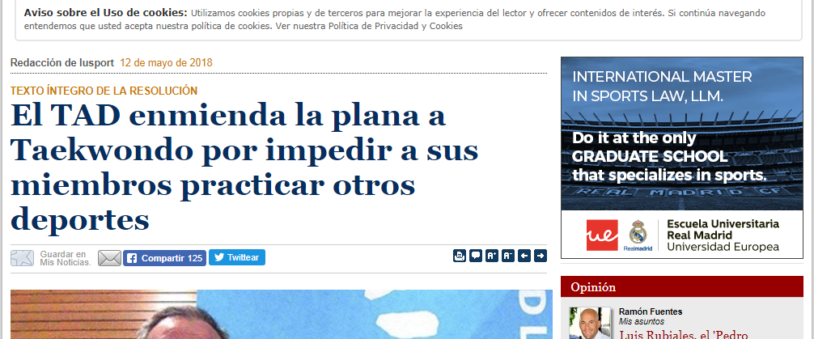 Aviso sobre el Uso de cookies: Utilizamos cookies propias y de terceros para mejorar la experiencia del lector y ofrecer contenidos de interés. Si continúa navegando
entendemos que usted acepta nuestra política de cookies. Ver nuestra Política de Privacidad y Cookies
Redacción de Iusport 12 de mayo de 2018
TEXTO ÍNTEGRO DE LA RESOLUCIÓN
El TAD enmienda la plana a
Taekwondo por impedir a sus
miembros practicar otros
deportes
Guardar en
Mis Noticias.
Compartir 125
Twittear
INTERNATIONAL MASTER
IN SPORTS LAW, LLM.
Do it at the only
GRADUATE SCHOOL
that specializes in sports.
REAL MADRID CF
ue
Realmadrid
Escuela Universitaria
Real Madrid
Universidad Europea
Opinión
Ramón Fuentes
Mis asuntos
Luis Rubiales, el 'Pedro